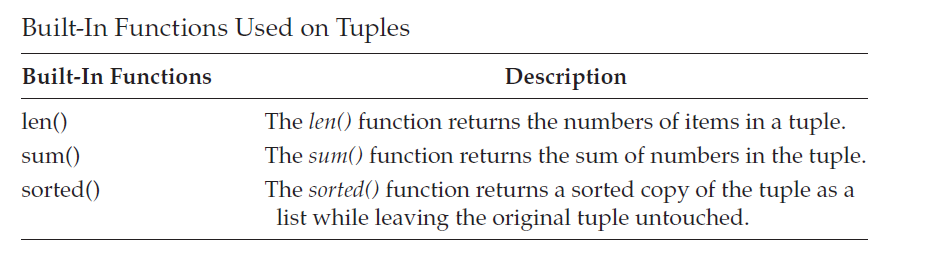 Built-In Functions Used on Tuples
Built-In Functions Description
len() The len() function returns the numbers of items in a tuple.
sum() The sum() function returns the sum of numbers in the tuple.
sorted() The sorted() function returns a sorted copy of the tuple as a
list while leaving the original tuple untouched.